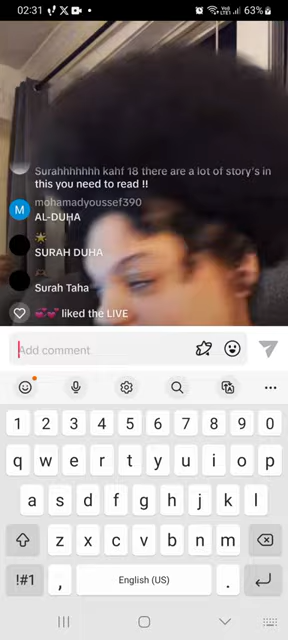 02:31
63%
Surahhhhhhh kahf 18 there are a lot of story's in
this you need to read !!
M
mohamadyoussef390
AL-DUḤA
SURAH DUHA
Surah Taha
liked the LIVE
Add comment
1 2 3 4 5 6 7 8 9 0
q w e r t y u i o p
a s d f g h j k l
z x c v b n m
!#1 , English (US) .